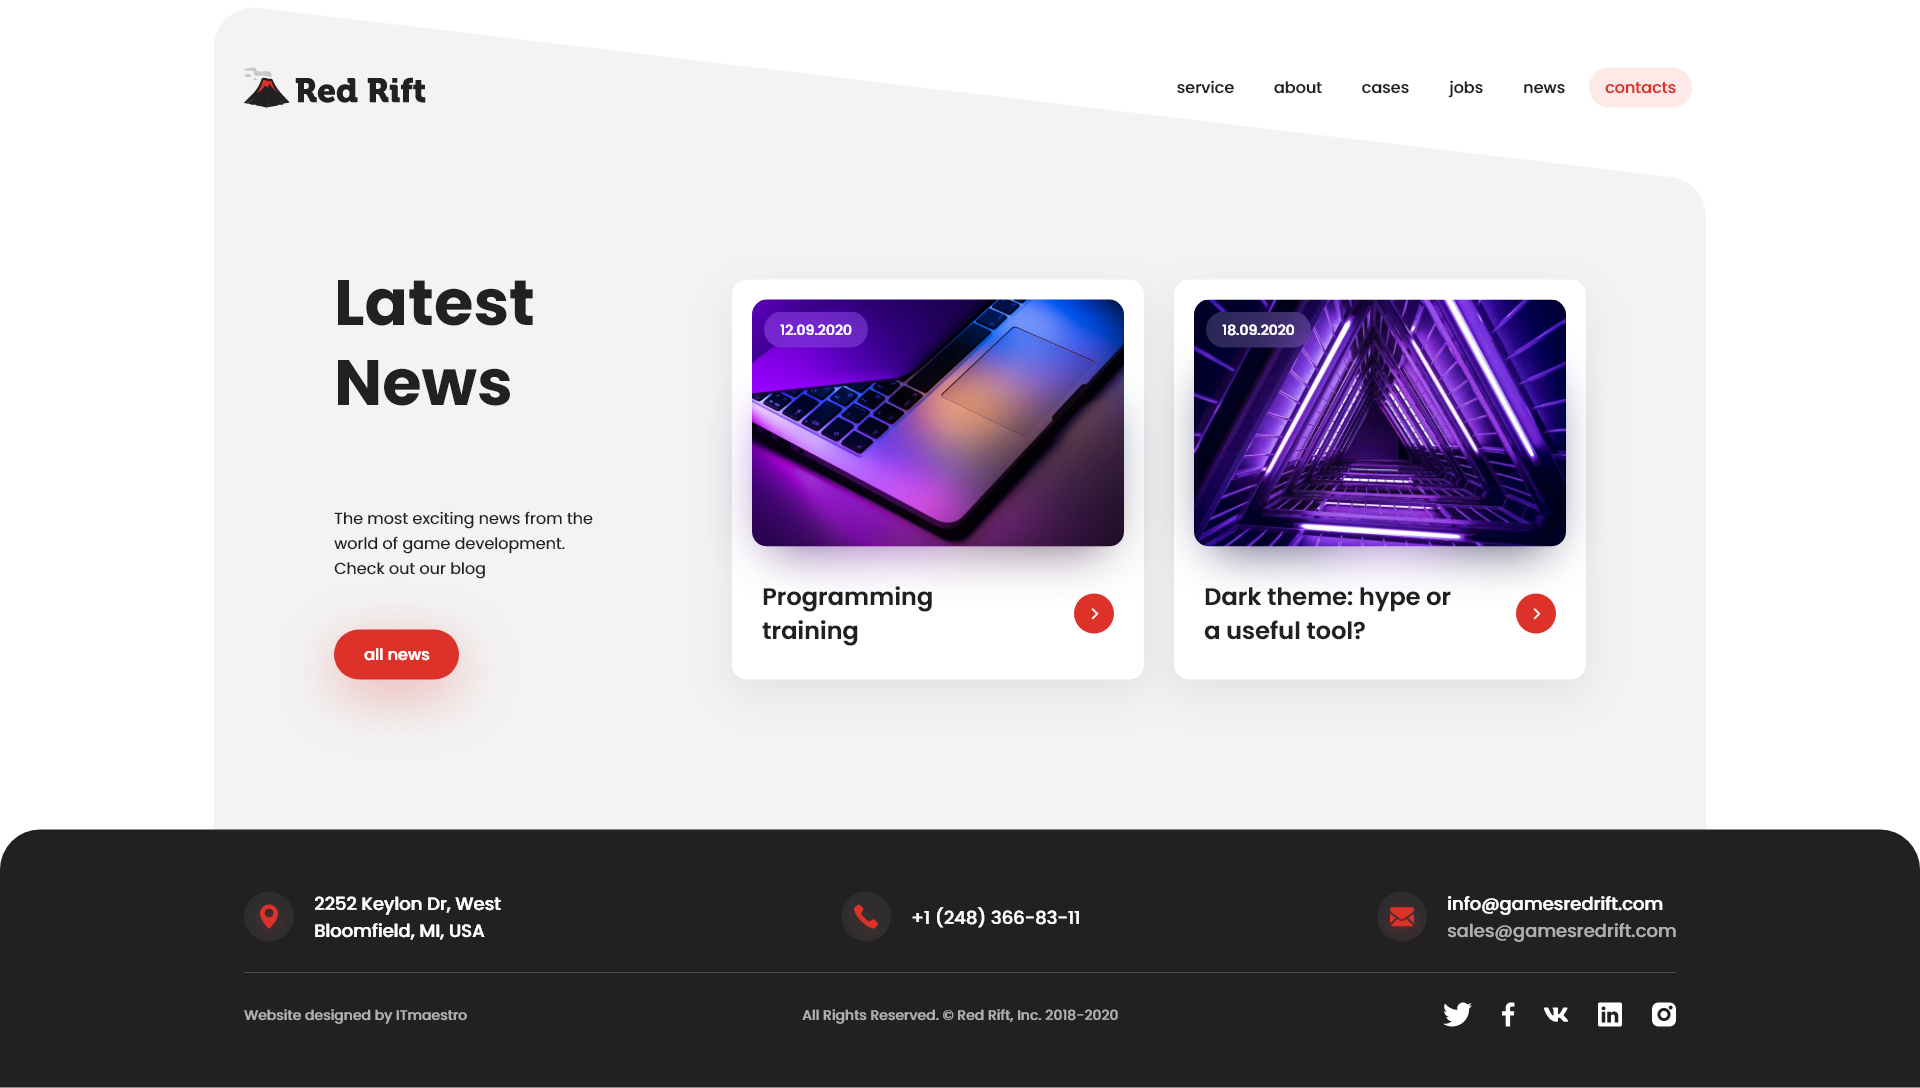 Red Rift
service about cases jobs news contacts
Latest
News
The most exciting news from the
world of game development.
Check out our blog
all news
12.09.2020
Programming
training
18.09.2020
Dark theme: hype or
a useful tool?
2252 Keylon Dr, West
Bloomfield, MI, USA
+1 (248) 366-83-11
info@gamesredrift.com
sales@gamesredrift.com
Website designed by ITmaestro
All Rights Reserved. © Red Rift, Inc. 2018-2020